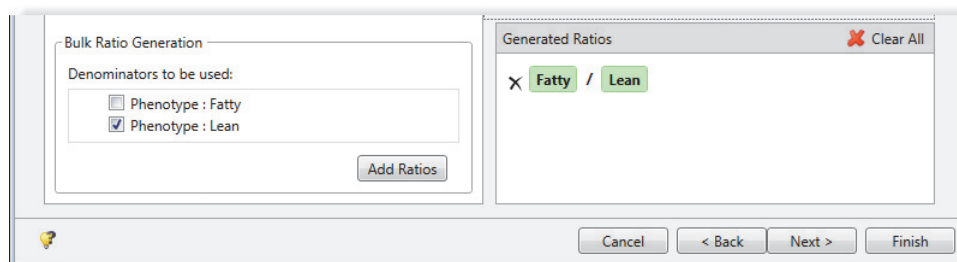 Bulk Ratio Generation
Denominators to be used:
Phenotype : Fatty
Phenotype : Lean
Add Ratios
Generated Ratios
Clear All
Fatty / Lean
Cancel
< Back
Next >
Finish